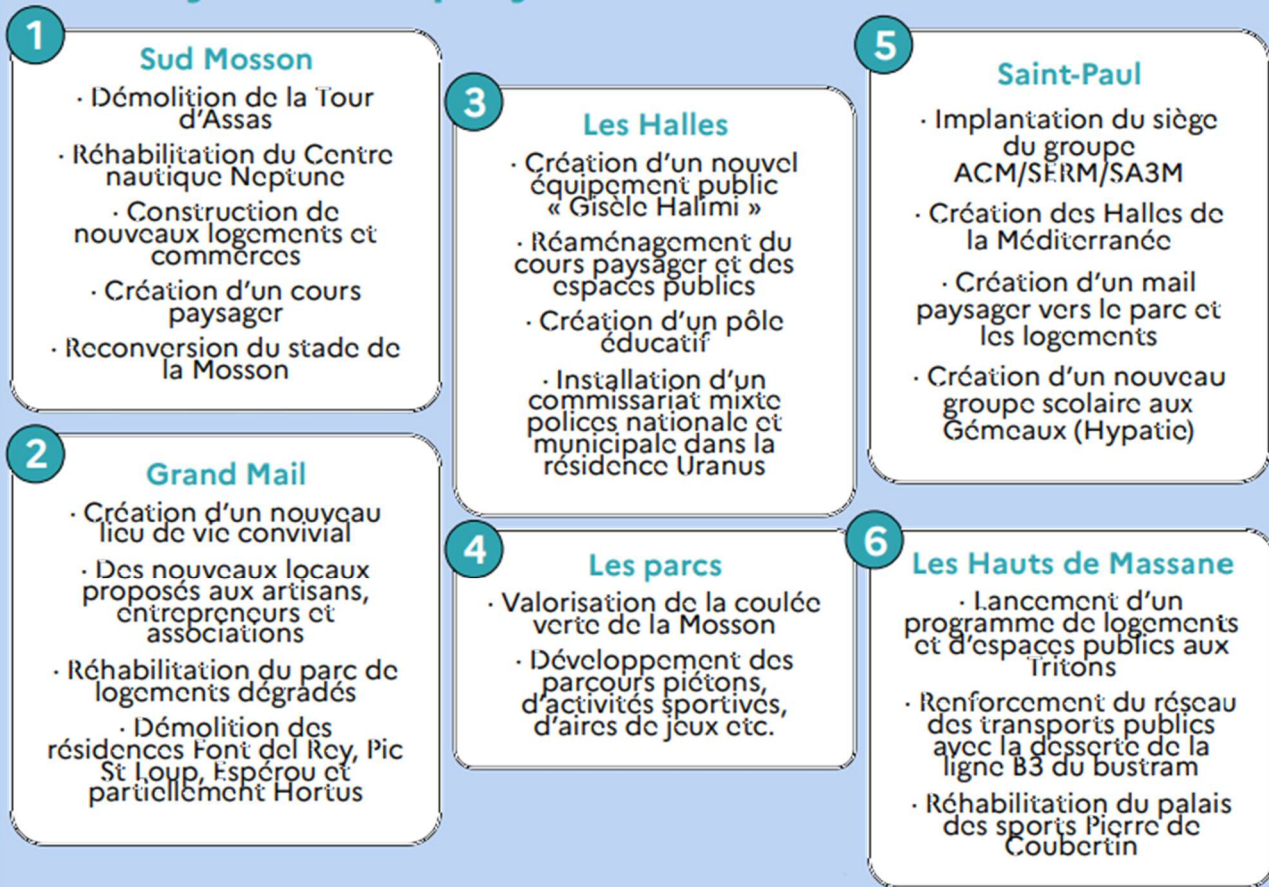 1
Sud Mosson
· Démolition de la Tour
d'Assas
· Réhabilitation du Centre
nautique Neptune
· Construction de
nouveaux logements et
commerces
· Création d'un cours
paysager
· Reconversion du stade de
la Mosson
2
Grand Mail
· Création d'un nouveau
lieu de vie convivial
· Des nouveaux locaux
proposés aux artisans,
entrepreneurs et
associations
· Réhabilitation du parc de
logements dégradés
· Démolition des
résidences Font del Rey, Pic
St Loup, Espérou et
partiellement Hortus
3
Les Halles
· Création d'un nouvel
équipement public
« Gisèle Halimi »
· Réaménagement du
cours paysager et des
espaces publics
· Création d'un pôle
éducatif
· Installation d'un
commissariat mixte
polices nationale et
municipale dans la
résidence Uranus
4
Les parcs
· Valorisation de la coulée
verte de la Mosson
· Développement des
parcours piétons,
d'activités sportives,
d'aires de jeux etc.
5
Saint-Paul
· Implantation du siège
du groupe
ACM/SERM/SA3M
· Création des Halles de
la Méditerranée
· Création d'un mail
paysager vers le parc et
les logements
· Création d'un nouveau
groupe scolaire aux
Gémeaux (Hypatie)
6
Les Hauts de Massane
· Lancement d'un
programme de logements
et d'espaces publics aux
Tritons
· Renforcement du réseau
des transports publics
avec la desserte de la
ligne B3 du bustram
· Réhabilitation du palais
des sports Pierre de
Coubertin